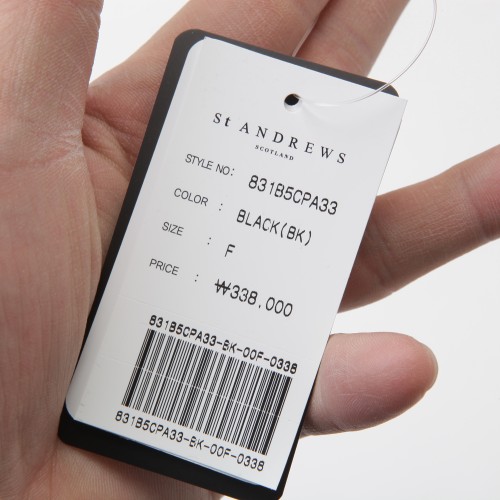 St ANDREWS
SCOTLAND
STYLE NO: 831B5CPA33
COLOR : BLACK(BK)
SIZE : F
PRICE : ₩338.000
831B5CPA33-BK-00F-0338
831B5CPA33-BK-00F-0338